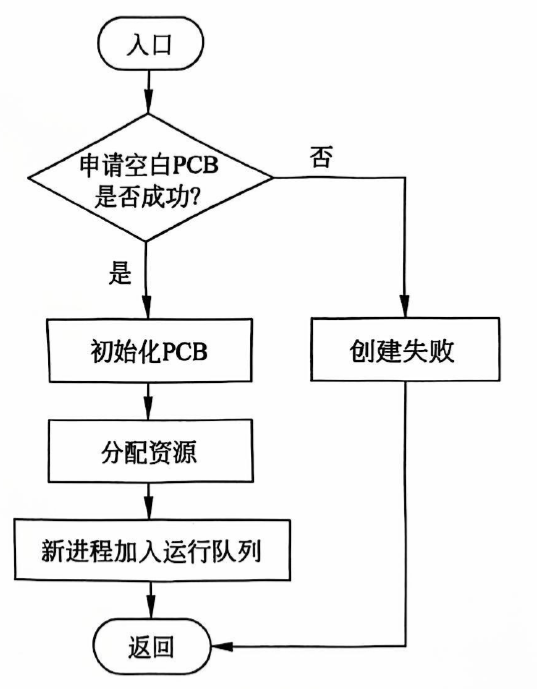 入口
申请空白PCB
是否成功?
否
是
初始化PCB
创建失败
分配资源
新进程加入运行队列
返回